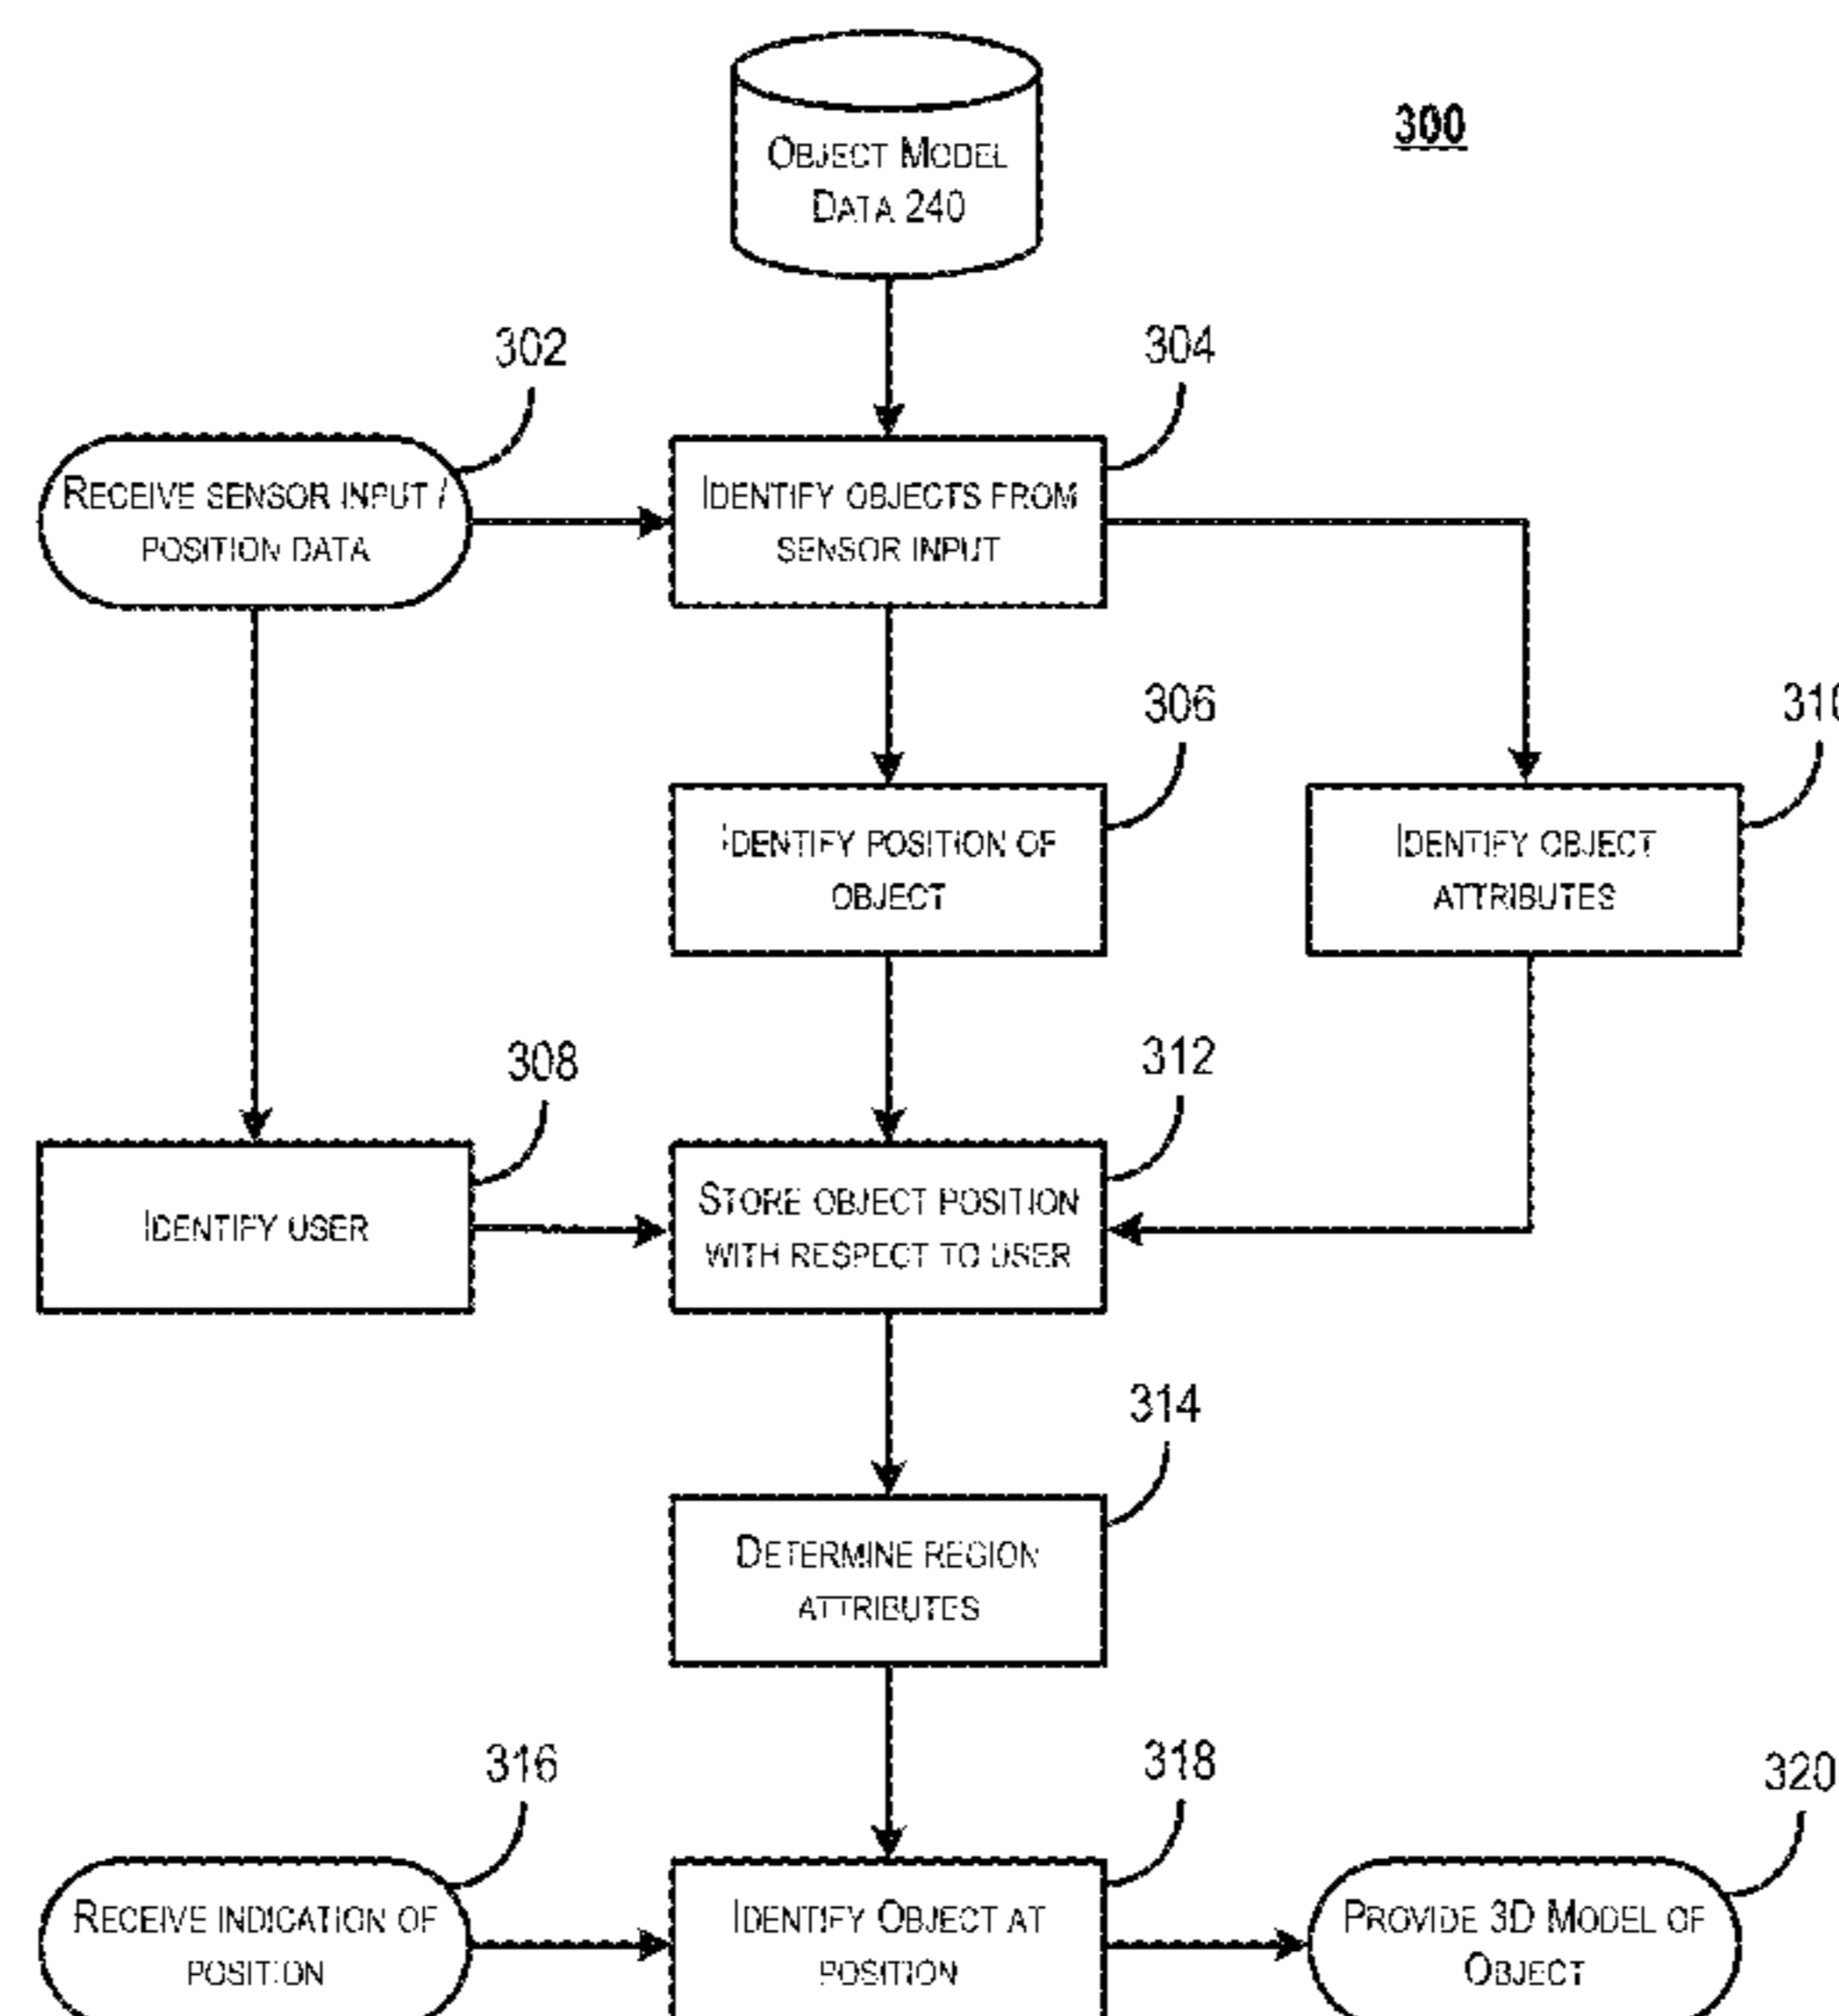 OBJECT MODEL
DATA 240
300
302
304
RECEIVE SENSOR INPUT /
POSITION DATA
IDENTIFY OBJECTS FROM
SENSOR INPUT
306
310
IDENTIFY POSITION OF
OBJECT
IDENTIFY OBJECT
ATTRIBUTES
308
312
IDENTIFY USER
STORE OBJECT POSITION
WITH RESPECT TO USER
314
DETERMINE REGION
ATTRIBUTES
316
318
320
RECEIVE INDICATION OF
POSITION
IDENTIFY OBJECT AT
POSITION
PROVIDE 3D MODEL OF
OBJECT